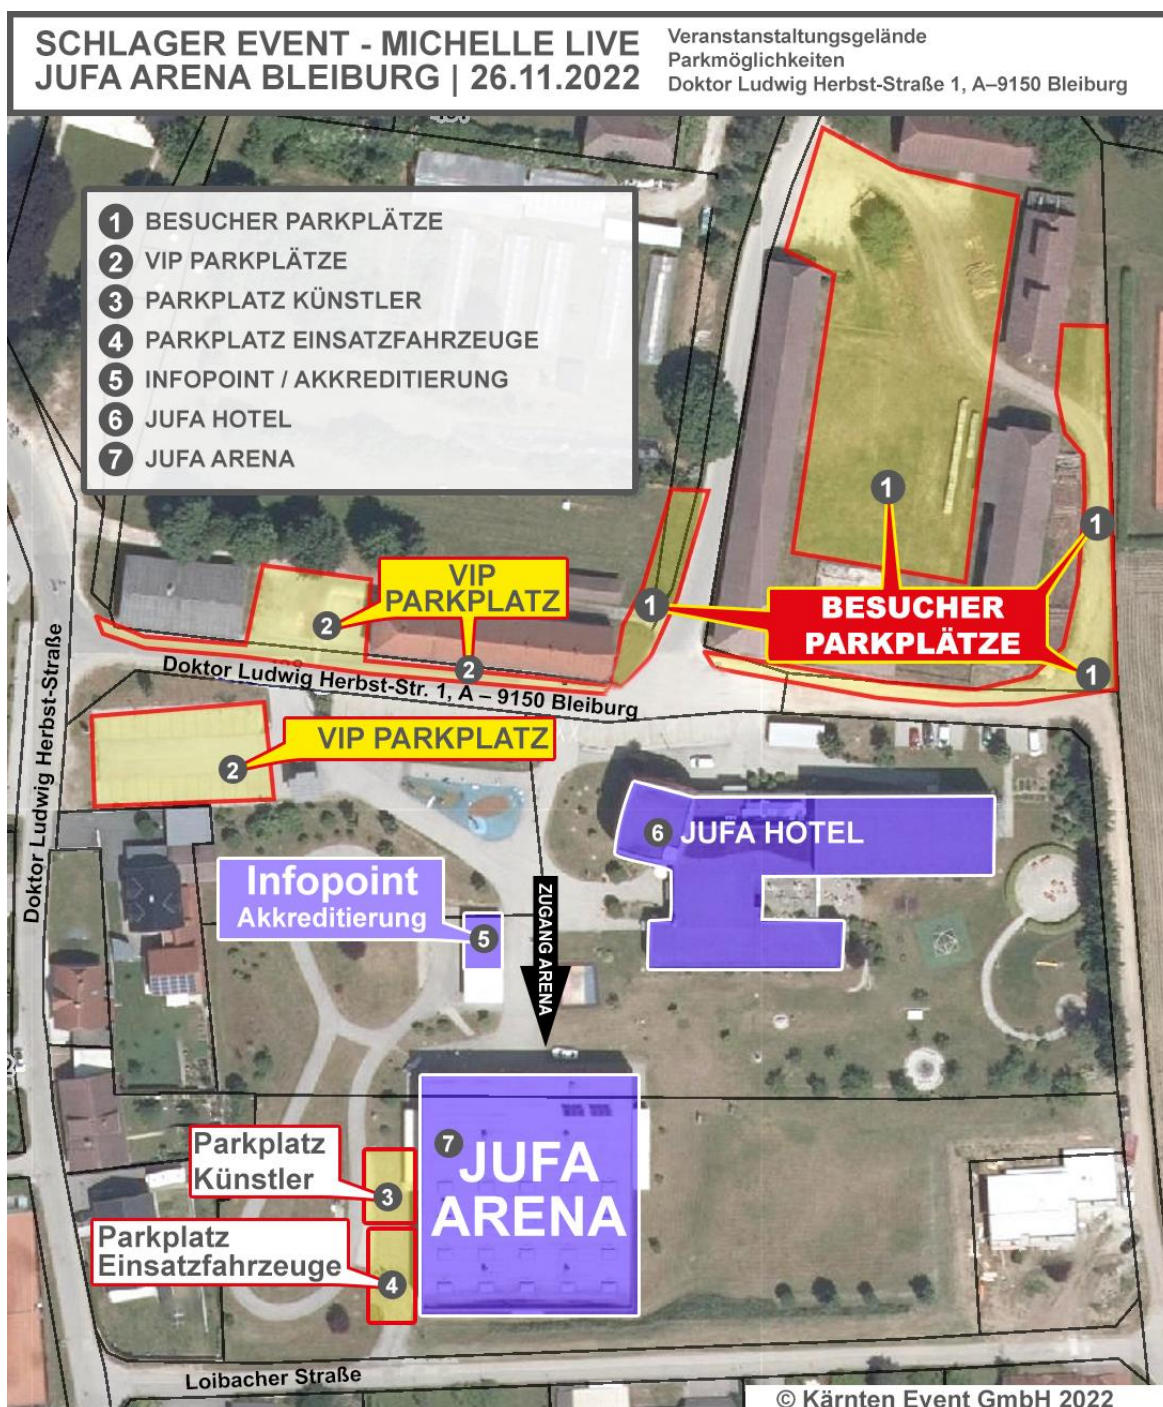 SCHLAGER EVENT - MICHELLE LIVE
JUFA ARENA BLEIBURG | 26.11.2022
Veranstanstaltungsgelände
Parkmöglichkeiten
Doktor Ludwig Herbst-Straße 1, A–9150 Bleiburg
1 BESUCHER PARKPLÄTZE
2 VIP PARKPLÄTZE
3 PARKPLATZ KÜNSTLER
4 PARKPLATZ EINSATZFAHRZEUGE
5 INFOPOINT / AKKREDITIERUNG
6 JUFA HOTEL
7 JUFA ARENA
1
1
VIP
PARKPLATZ
2
1
BESUCHER
PARKPLÄTZE
2
1
Doktor Ludwig Herbst-Str. 1, A – 9150 Bleiburg
Doktor Ludwig Herbst-Straße
VIP PARKPLATZ
2
6 JUFA HOTEL
Infopoint
Akkreditierung
5
ZUGANG ARENA
7
JUFA
ARENA
Parkplatz
Künstler
3
Parkplatz
Einsatzfahrzeuge
4
Loibacher Straße
© Kärnten Event GmbH 2022